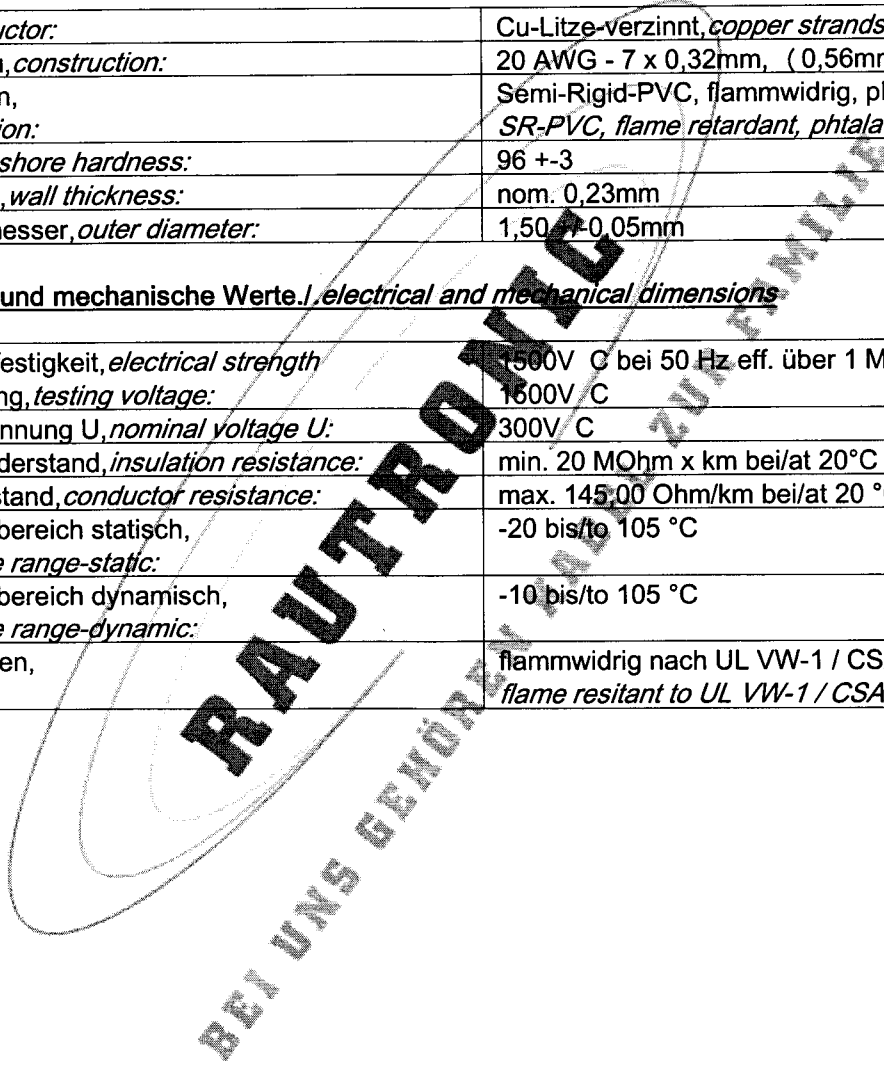 uctor: Cu-Litze-verzinnt, copper strands
n, construction: 20 AWG - 7 x 0,32mm, ( 0,56mm
n, Semi-Rigid-PVC, flammwidrig, pl
ion: SR-PVC, flame retardant, phtala
shore hardness: 96 +-3
, wall thickness: nom. 0,23mm
nesser, outer diameter: 1,50 +/-0,05mm
und mechanische Werte./.electrical and mechanical dimensions
festigkeit, electrical strength 1500V C bei 50 Hz eff. über 1 M
ng, testing voltage: 1500V C
nnung U, nominal voltage U: 300V C
derstand, insulation resistance: min. 20 MOhm x km bei/at 20°C
stand, conductor resistance: max. 145,00 Ohm/km bei/at 20 °
bereich statisch, -20 bis/to 105 °C
e range-static:
bereich dynamisch, -10 bis/to 105 °C
e range-dynamic:
en, flammwidrig nach UL VW-1 / CS
flame resitant to UL VW-1 / CSA
RAUTRONIC
BEI UNS GEHÖREN KABEL ZUR FAMILIE